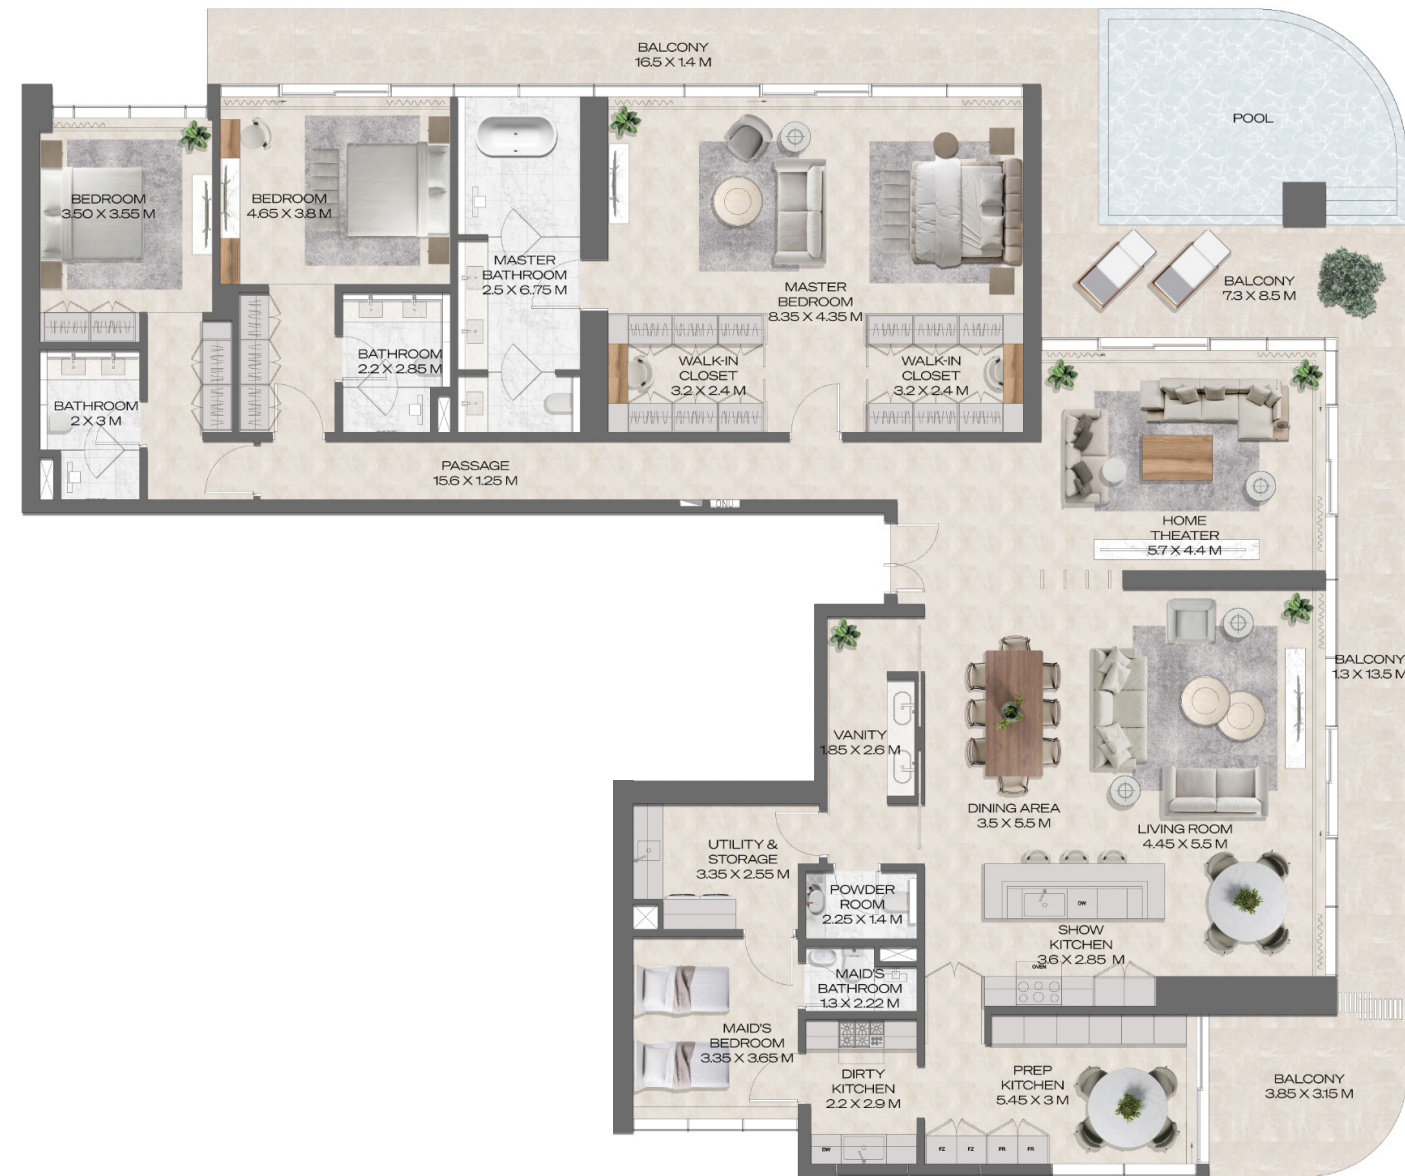 BALCONY
16.5 X 1.4 M
POOL
BEDROOM
3.50 X 3.55 M
BEDROOM
4.65 X 3.8 M
MASTER
BATHROOM
2.5 X 6.75 M
MASTER
BEDROOM
8.35 X 4.35 M
BALCONY
7.3 X 8.5 M
BATHROOM
2.2 X 2.85 M
WALK-IN
CLOSET
3.2 X 2.4 M
WALK-IN
CLOSET
3.2 X 2.4 M
BATHROOM
2 X 3 M
PASSAGE
15.6 X 1.25 M
HOME
THEATER
5.7 X 4.4 M
BALCONY
1.3 X 13.5 M
VANITY
1.85 X 2.6 M
DINING AREA
3.5 X 5.5 M
LIVING ROOM
4.45 X 5.5 M
UTILITY &
STORAGE
3.35 X 2.55 M
POWDER
ROOM
2.25 X 1.4 M
DW
SHOW
KITCHEN
3.6 X 2.85 M
OVEN
MAID'S
BATHROOM
1.3 X 2.22 M
MAID'S
BEDROOM
3.35 X 3.65 M
DIRTY
KITCHEN
2.2 X 2.9 M
PREP
KITCHEN
5.45 X 3 M
BALCONY
3.85 X 3.15 M
DW
FZ
FZ
FR
FR